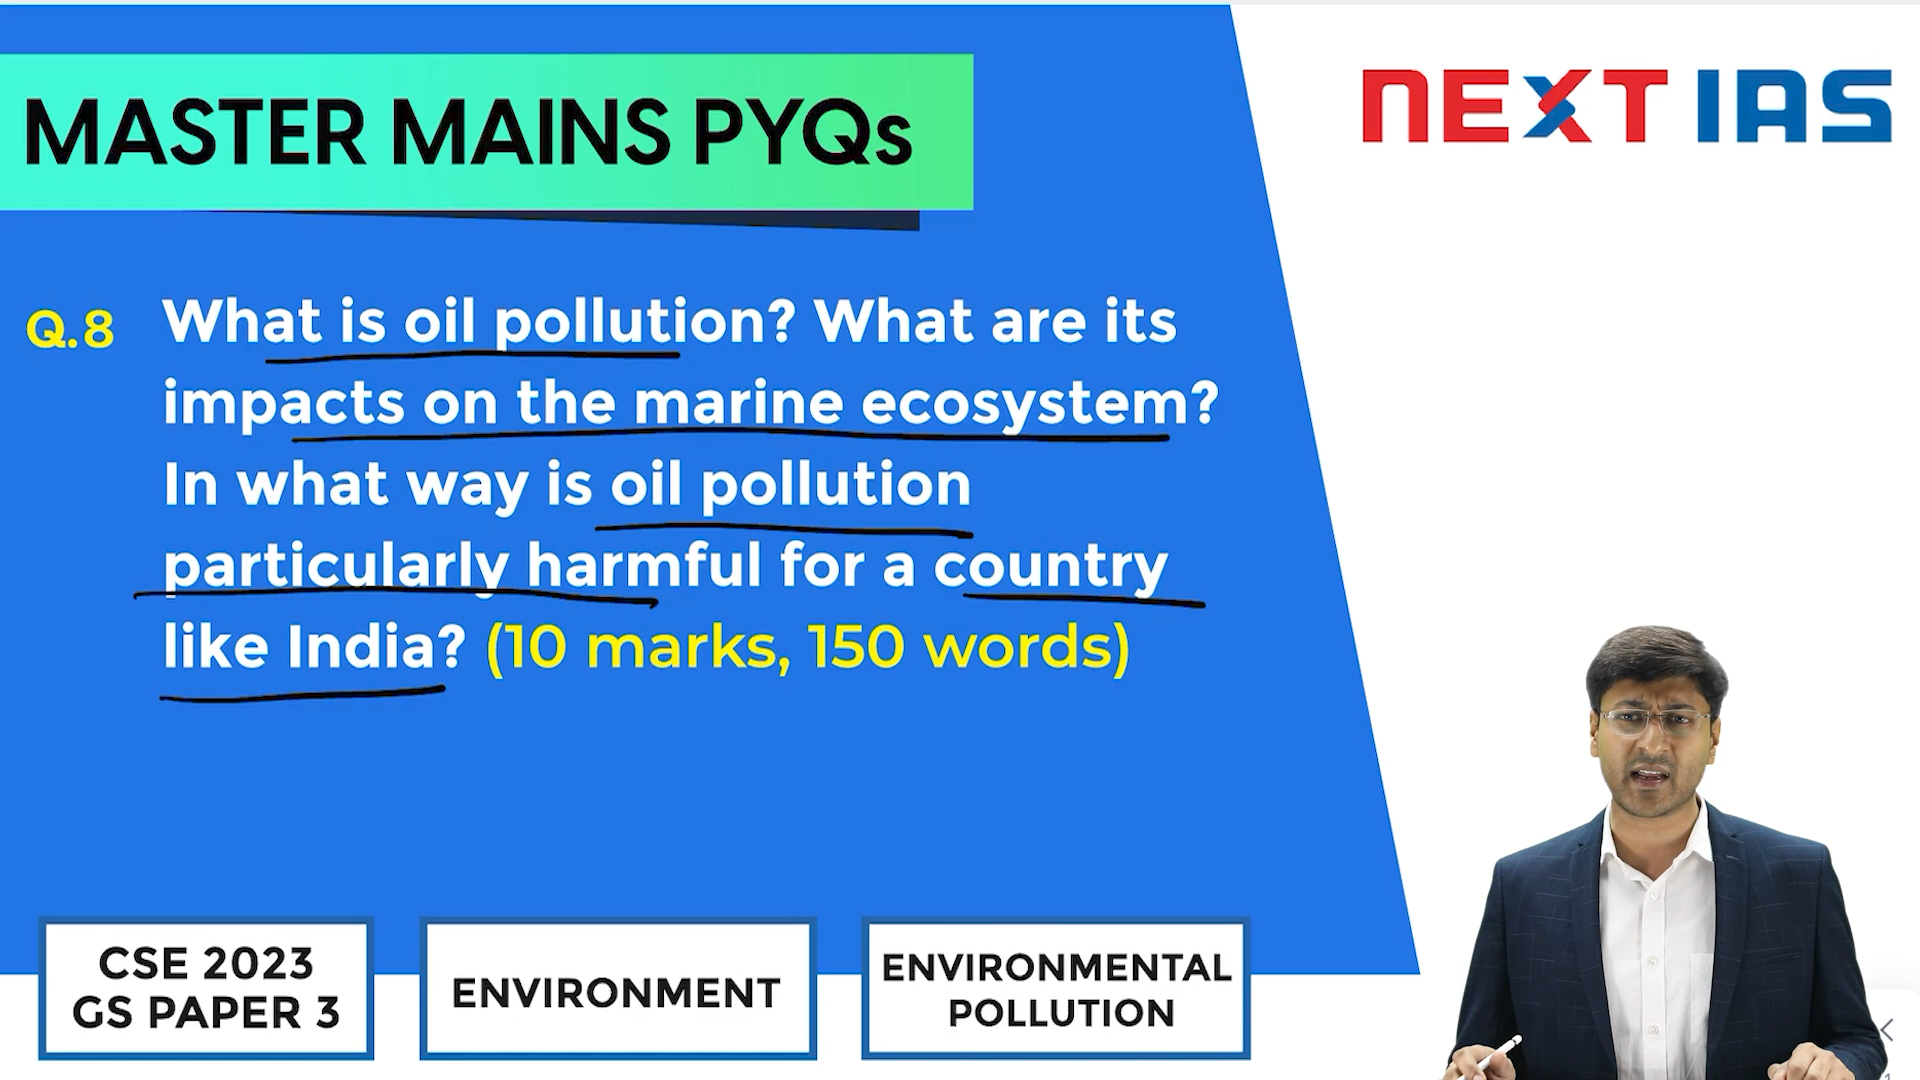 MASTER MAINS PYQs
NEXT IAS
Q.8 What is oil pollution? What are its
impacts on the marine ecosystem?
In what way is oil pollution
particularly harmful for a country
like India? (10 marks, 150 words)
CSE 2023
GS PAPER 3
ENVIRONMENT
ENVIRONMENTAL
POLLUTION